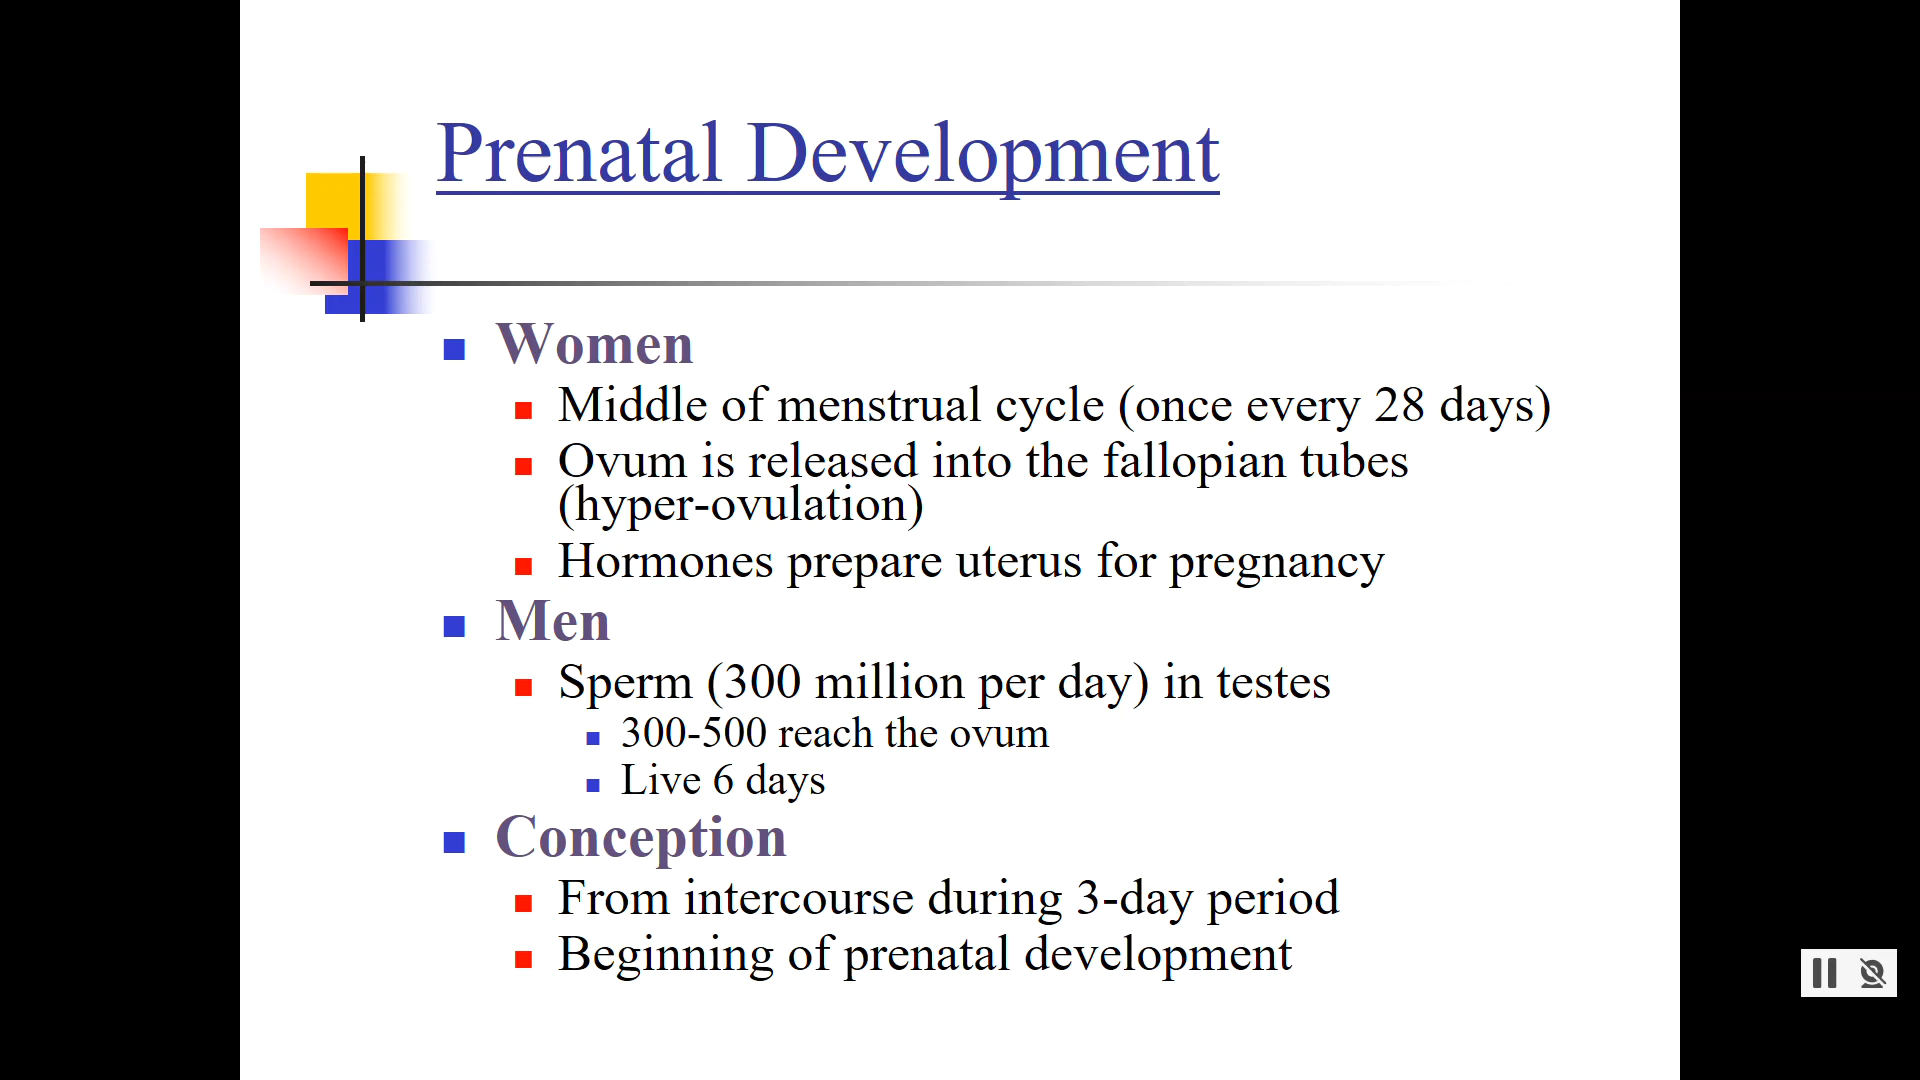 Prenatal Development
Women
Middle of menstrual cycle (once every 28 days)
Ovum is released into the fallopian tubes
(hyper-ovulation)
Hormones prepare uterus for pregnancy
Men
Sperm (300 million per day) in testes
300-500 reach the ovum
Live 6 days
Conception
From intercourse during 3-day period
Beginning of prenatal development